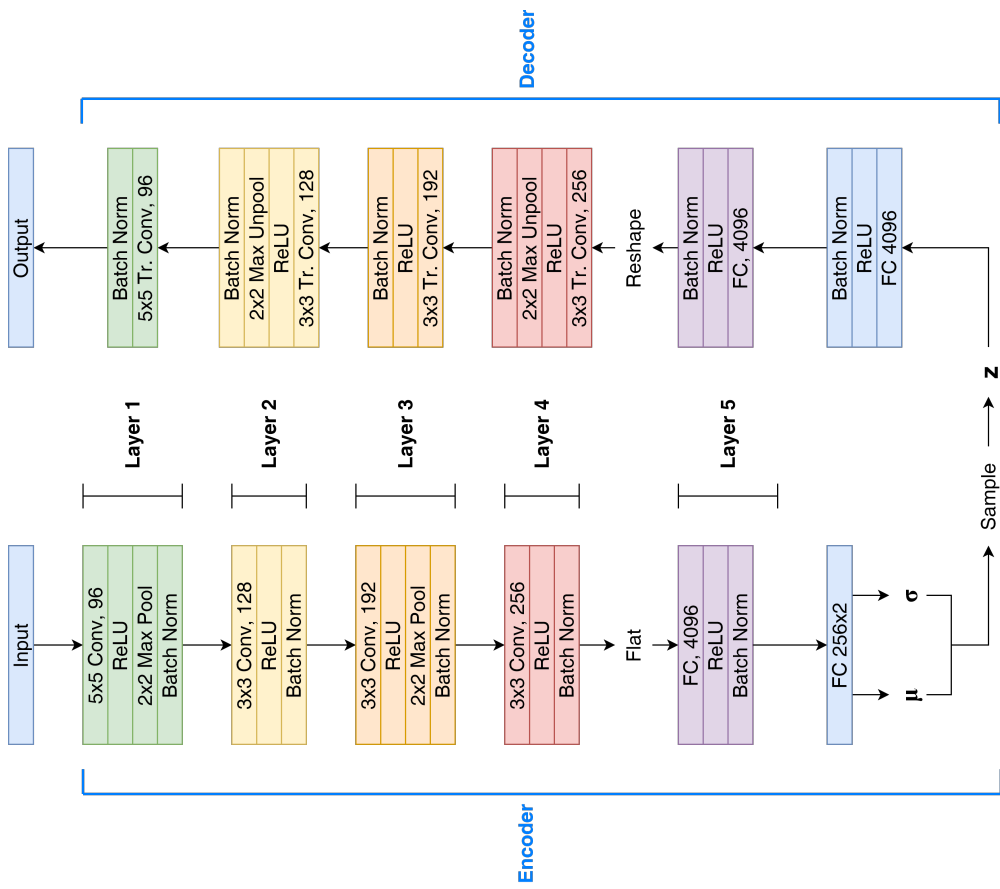 Encoder
Input
5x5 Conv, 96
ReLU
2x2 Max Pool
Batch Norm
3x3 Conv, 128
ReLU
Batch Norm
3x3 Conv, 192
ReLU
2x2 Max Pool
Batch Norm
3x3 Conv, 256
ReLU
Batch Norm
Flat
FC, 4096
ReLU
Batch Norm
FC 256x2
μ
σ
Sample
z
Layer 1
Layer 2
Layer 3
Layer 4
Layer 5
Output
Batch Norm
5x5 Tr. Conv, 96
Batch Norm
2x2 Max Unpool
ReLU
3x3 Tr. Conv, 128
Batch Norm
ReLU
3x3 Tr. Conv, 192
Batch Norm
2x2 Max Unpool
ReLU
3x3 Tr. Conv, 256
Reshape
Batch Norm
ReLU
FC, 4096
Batch Norm
ReLU
FC 4096
Decoder